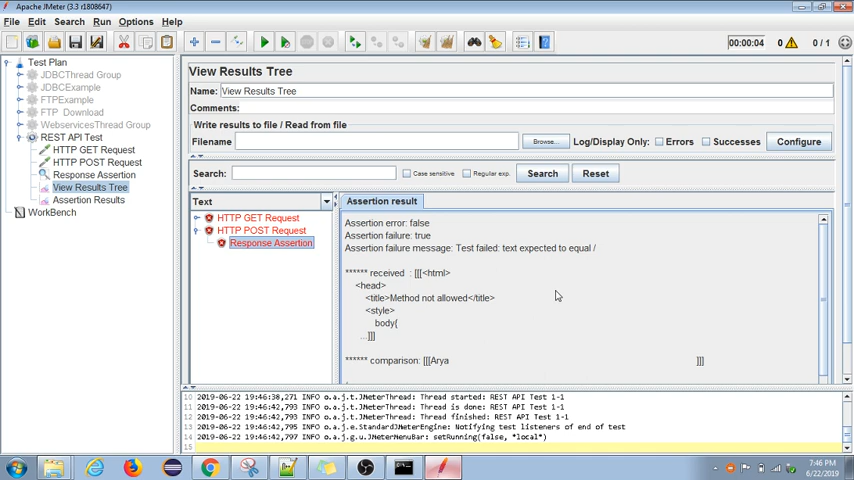 Apache JMeter (3.3 r1808647)
File Edit Search Run Options Help
00:00:04 0 0 / 1
Test Plan
JDBCThread Group
JDBCExample
FTPExample
FTP_Download
WebservicesThread Group
REST API Test
HTTP GET Request
HTTP POST Request
Response Assertion
View Results Tree
Assertion Results
WorkBench
View Results Tree
Name: View Results Tree
Comments:
Write results to file / Read from file
Filename Browse... Log/Display Only: Errors Successes Configure
Search: Case sensitive Regular exp. Search Reset
Text
HTTP GET Request
HTTP POST Request
Response Assertion
Assertion result
Assertion error: false
Assertion failure: true
Assertion failure message: Test failed: text expected to equal /
****** received  : [[[<html>
<head>
<title>Method not allowed</title>
<style>
body{
...]]]
****** comparison: [[[Arya ]]]
10 2019-06-22 19:46:38,271 INFO o.a.j.t.JMeterThread: Thread started: REST API Test 1-1
11 2019-06-22 19:46:42,793 INFO o.a.j.t.JMeterThread: Thread is done: REST API Test 1-1
12 2019-06-22 19:46:42,793 INFO o.a.j.t.JMeterThread: Thread finished: REST API Test 1-1
13 2019-06-22 19:46:42,795 INFO o.a.j.e.StandardJMeterEngine: Notifying test listeners of end of test
14 2019-06-22 19:46:42,797 INFO o.a.j.g.u.JMeterMenuBar: setRunning(false, *local*)
15
7:46 PM
6/22/2019